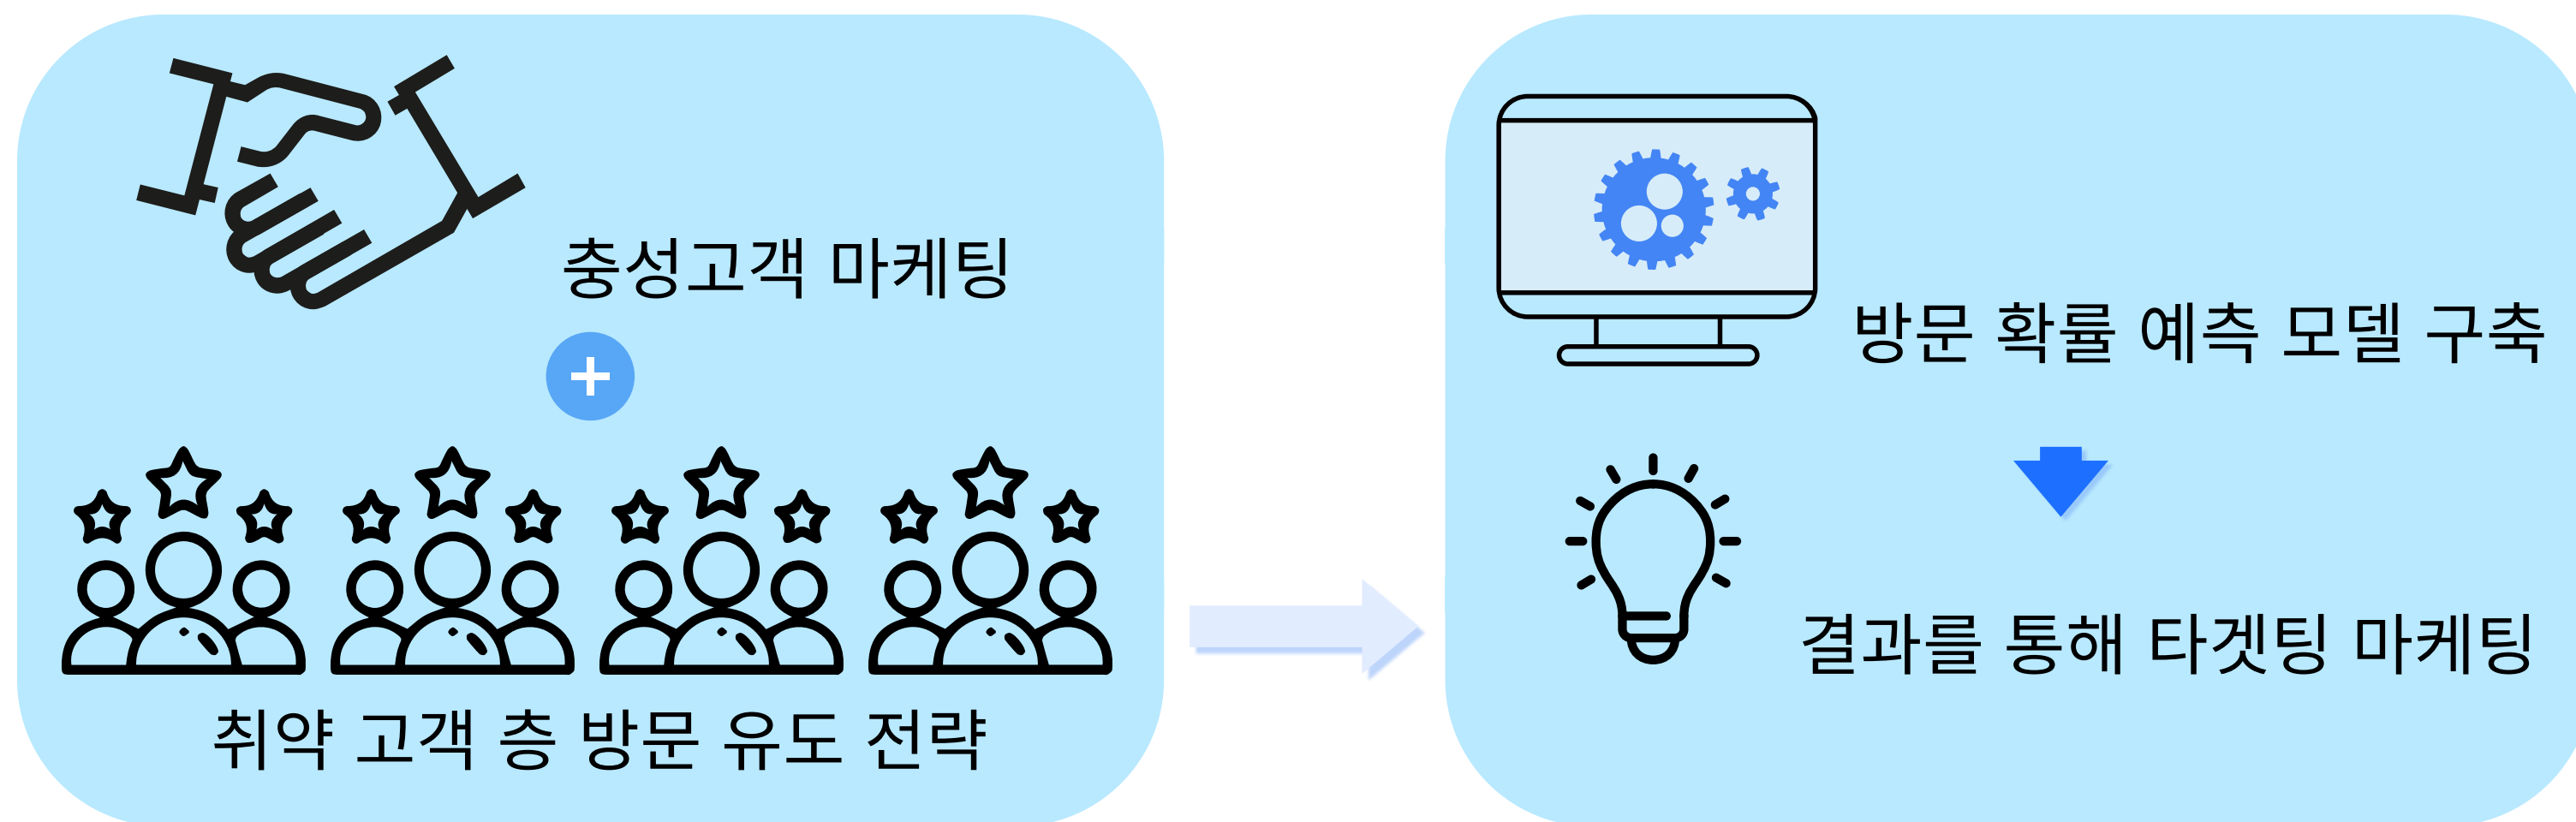 충성고객 마케팅
취약 고객 층 방문 유도 전략
방문 확률 예측 모델 구축
결과를 통해 타겟팅 마케팅